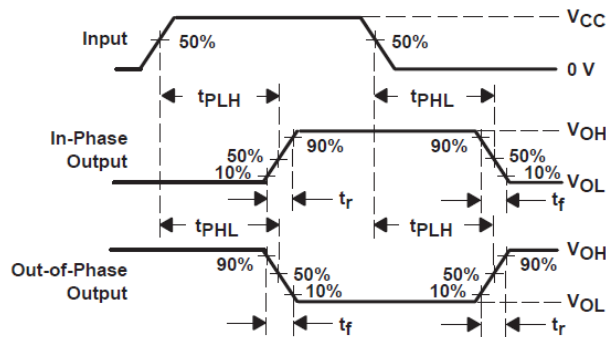 Input
50%
50%
VCC
0 V
tPLH
tPHL
In-Phase
Output
90%
50%
10%
90%
50%
10%
VOH
VOL
tr
tf
tPHL
tPLH
Out-of-Phase
Output
90%
50%
10%
50%
10%
90%
VOH
VOL
tf
tr